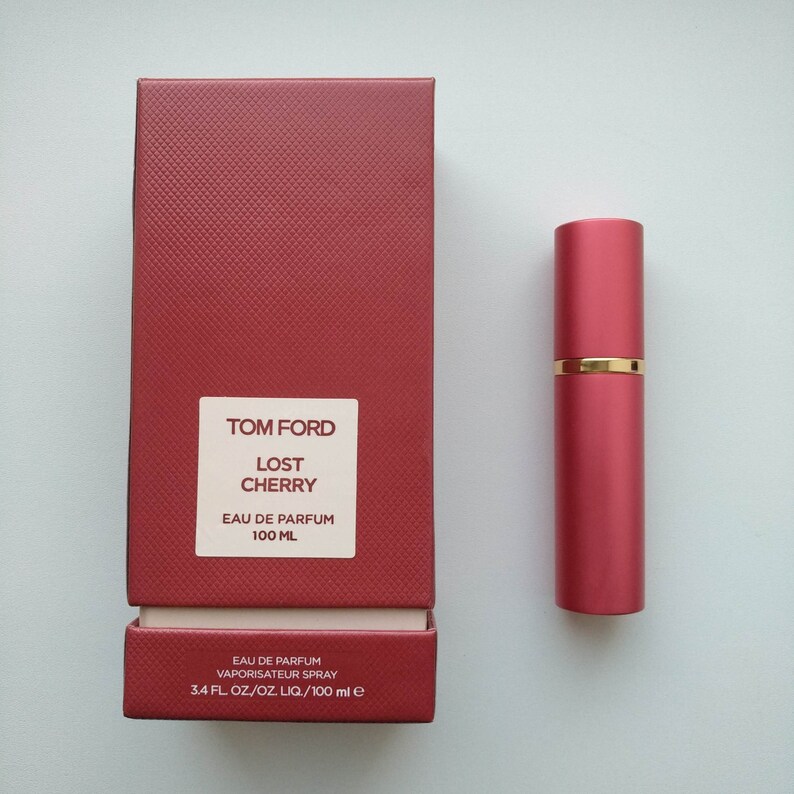 TOM FORD
LOST
CHERRY
EAU DE PARFUM
100 ML
EAU DE PARFUM
VAPORISATEUR SPRAY
3.4 FL. OZ./OZ. LIQ./100 ml ℮